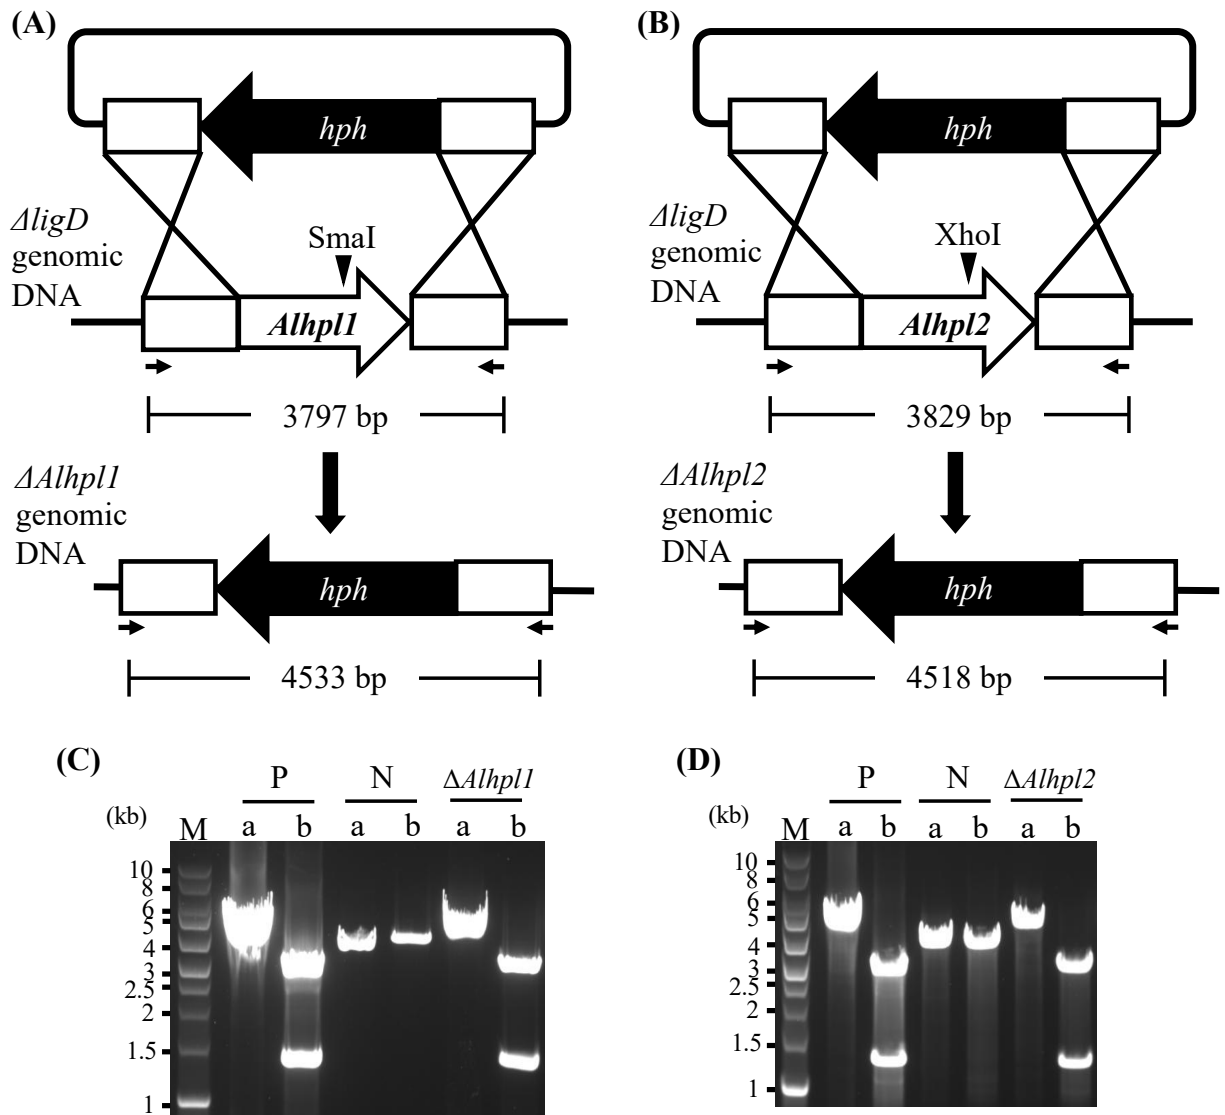 (A)
hph
ΔligD
genomic
DNA
SmaI
Alhpl1
3797 bp
ΔAlhpl1
genomic
DNA
hph
4533 bp
(B)
hph
ΔligD
genomic
DNA
XhoI
Alhpl2
3829 bp
ΔAlhpl2
genomic
DNA
hph
4518 bp
(C)
P N ΔAlhpl1
(kb) M a b a b a b
10
8
6
5
4
3
2.5
2
1.5
1
(D)
P N ΔAlhpl2
(kb) M a b a b a b
10
8
6
5
4
3
2.5
2
1.5
1